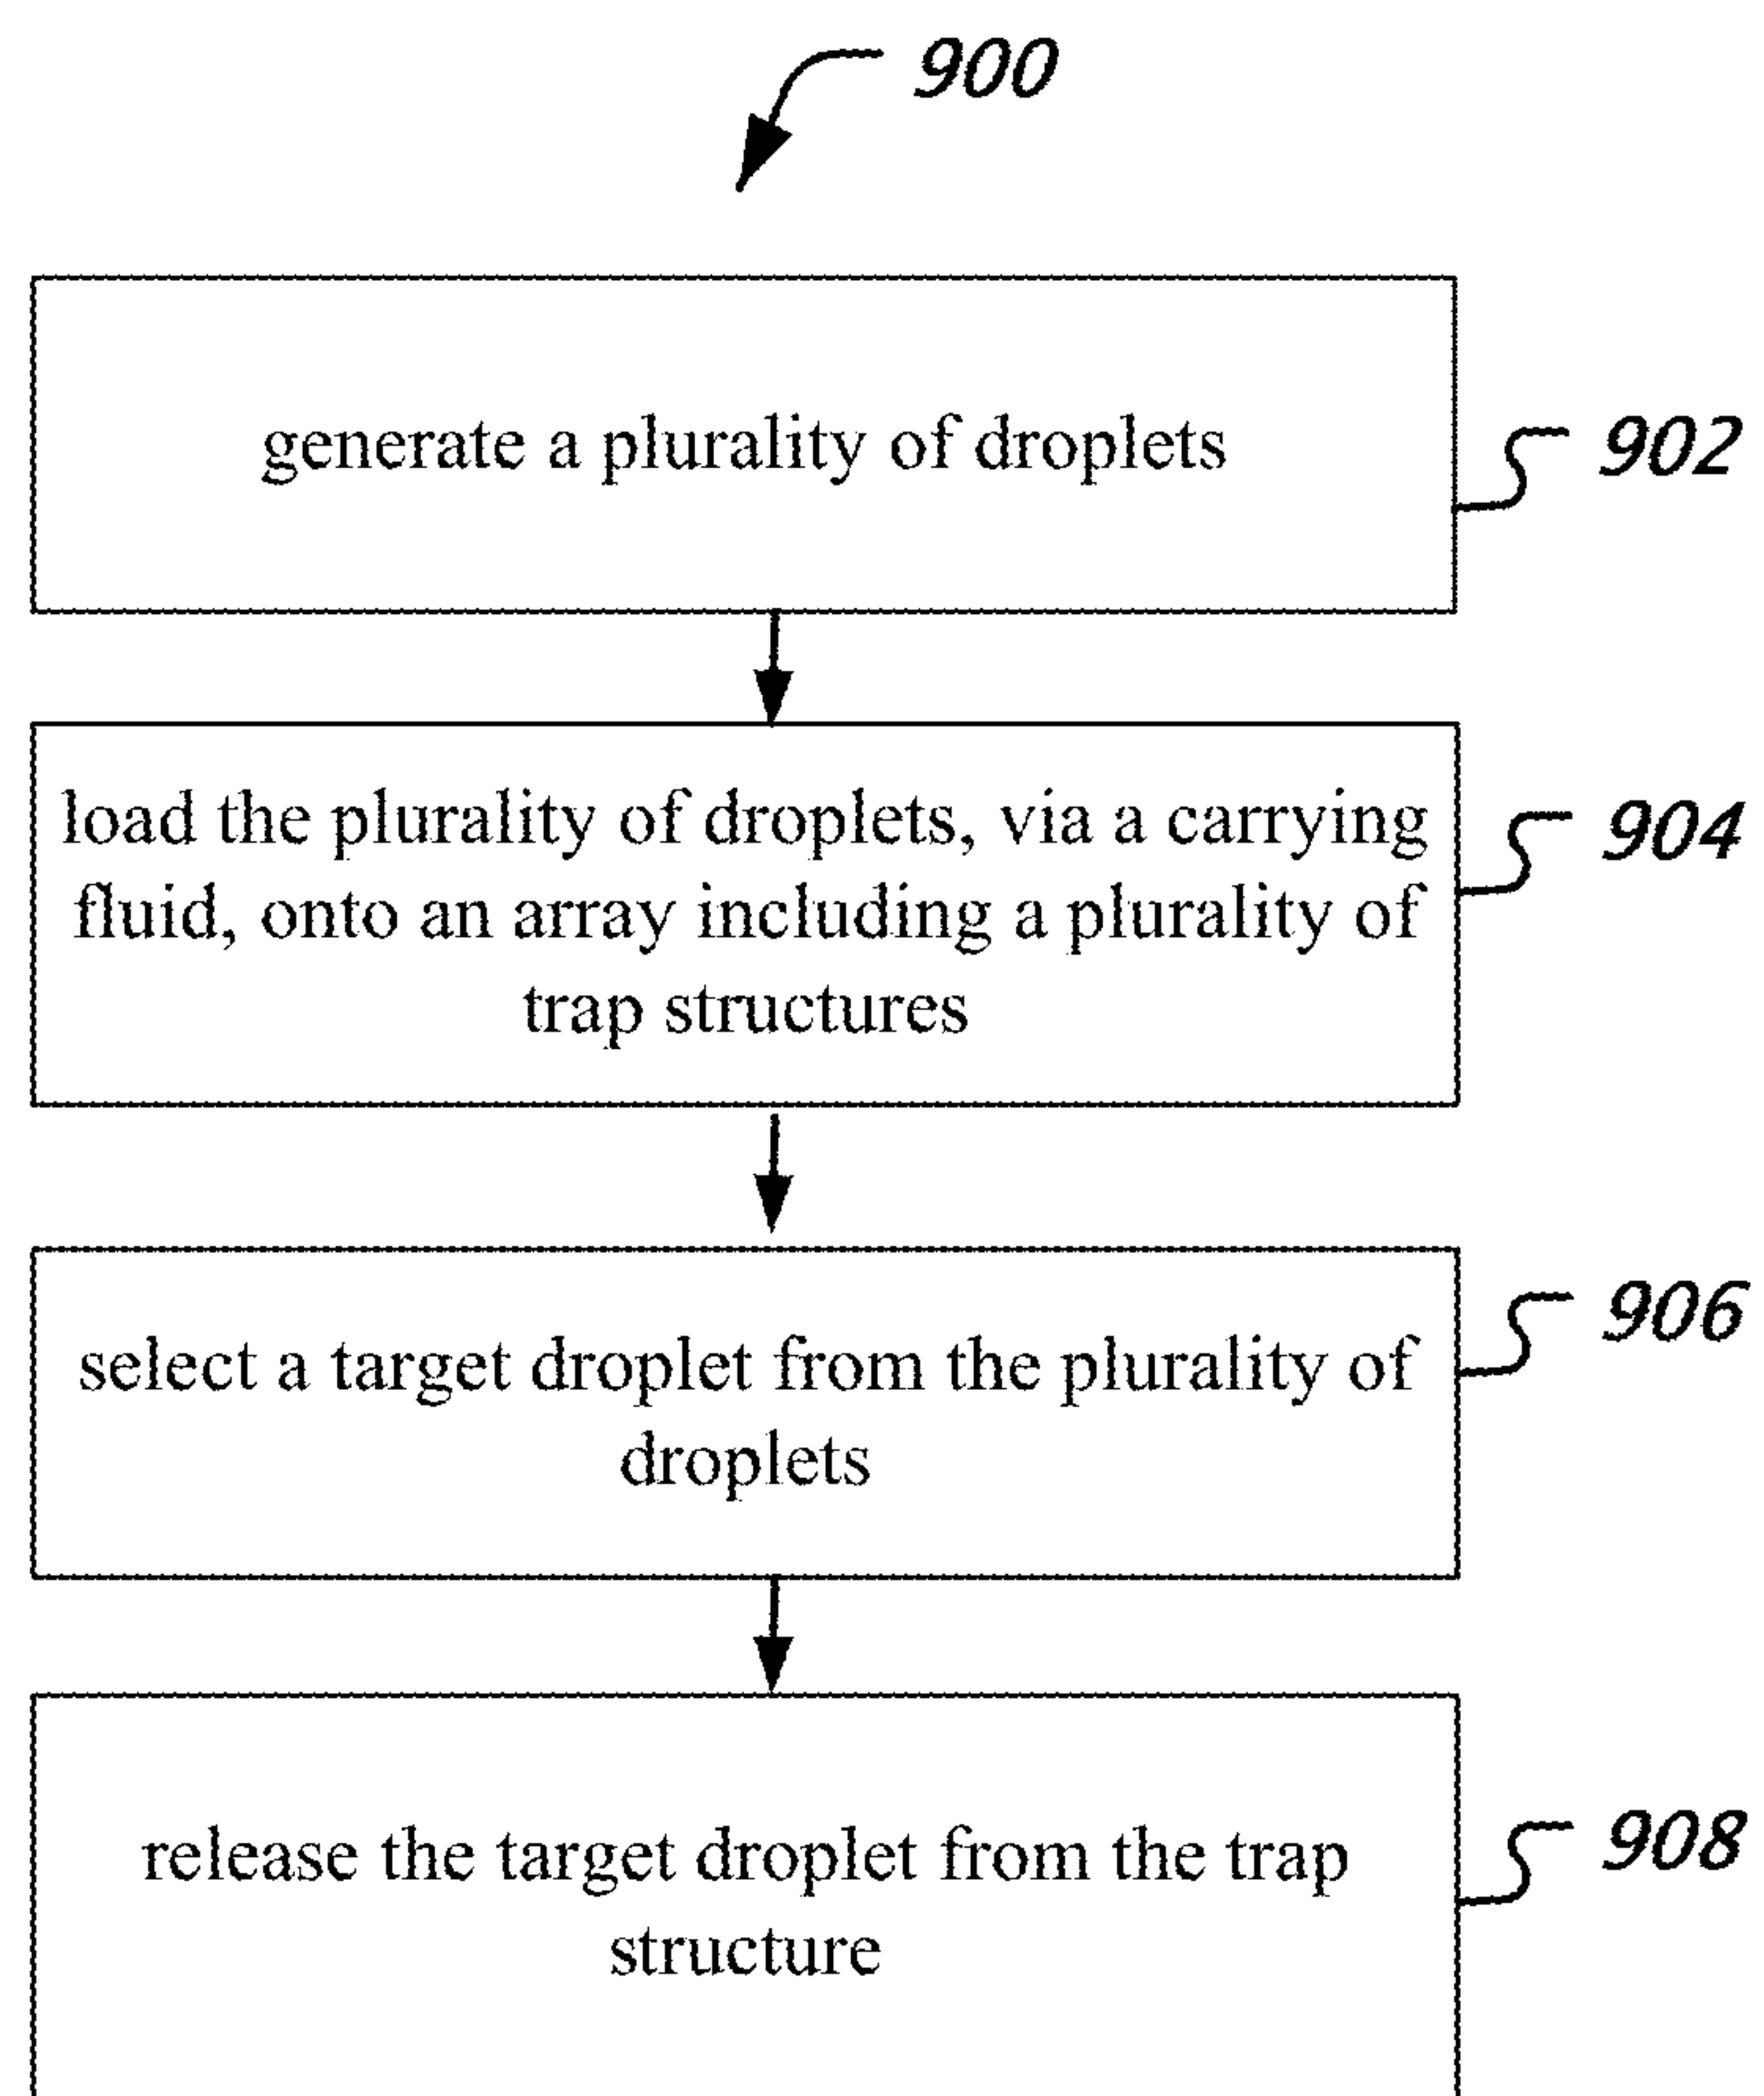 900
generate a plurality of droplets
902
load the plurality of droplets, via a carrying
fluid, onto an array including a plurality of
trap structures
904
select a target droplet from the plurality of
droplets
906
release the target droplet from the trap
structure
908